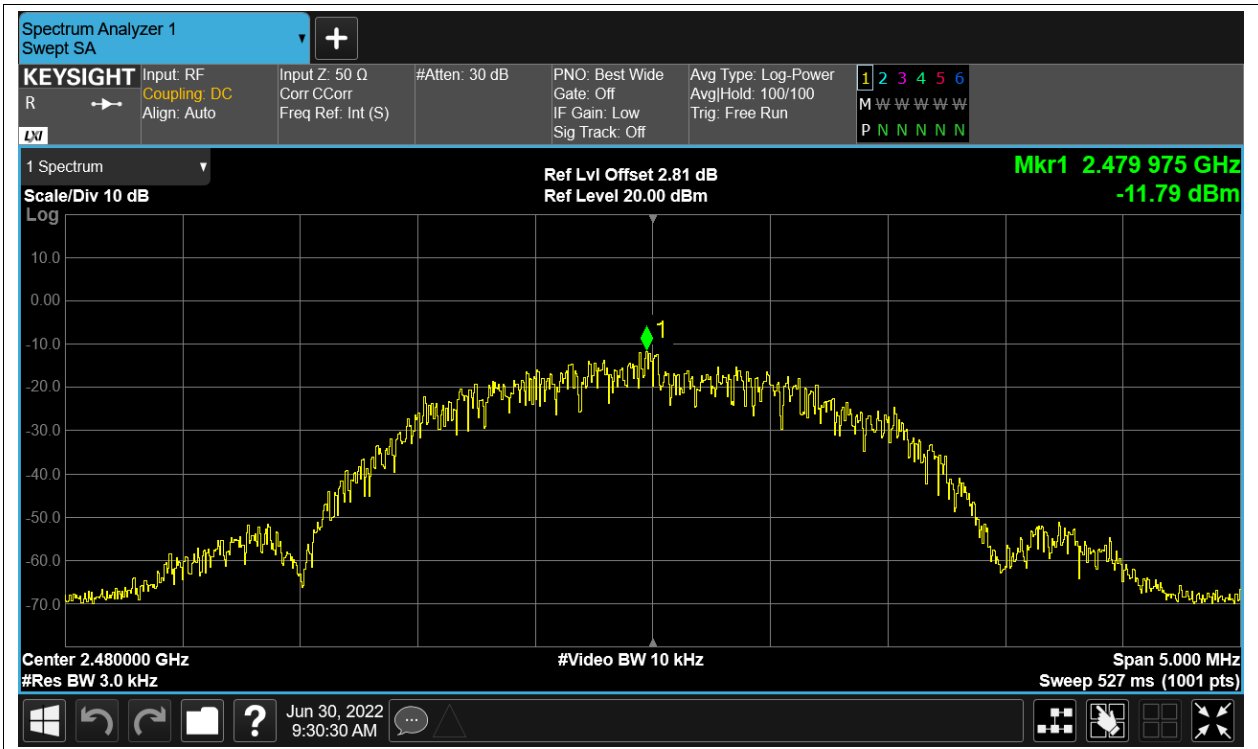 Spectrum Analyzer 1
Swept SA
KEYSIGHT
R
LXI
Input: RF
Coupling: DC
Align: Auto
Input Z: 50 Ω
Corr CCorr
Freq Ref: Int (S)
#Atten: 30 dB
PNO: Best Wide
Gate: Off
IF Gain: Low
Sig Track: Off
Avg Type: Log-Power
Avg|Hold: 100/100
Trig: Free Run
1 2 3 4 5 6
M W W W W W W
P N N N N N N
1 Spectrum
Scale/Div 10 dB
Log
Ref Lvl Offset 2.81 dB
Ref Level 20.00 dBm
Mkr1 2.479 975 GHz
-11.79 dBm
10.0
0.00
1
-10.0
-20.0
-30.0
-40.0
-50.0
-60.0
-70.0
Center 2.480000 GHz
#Video BW 10 kHz
Span 5.000 MHz
#Res BW 3.0 kHz
Sweep 527 ms (1001 pts)
?
Jun 30, 2022
9:30:30 AM